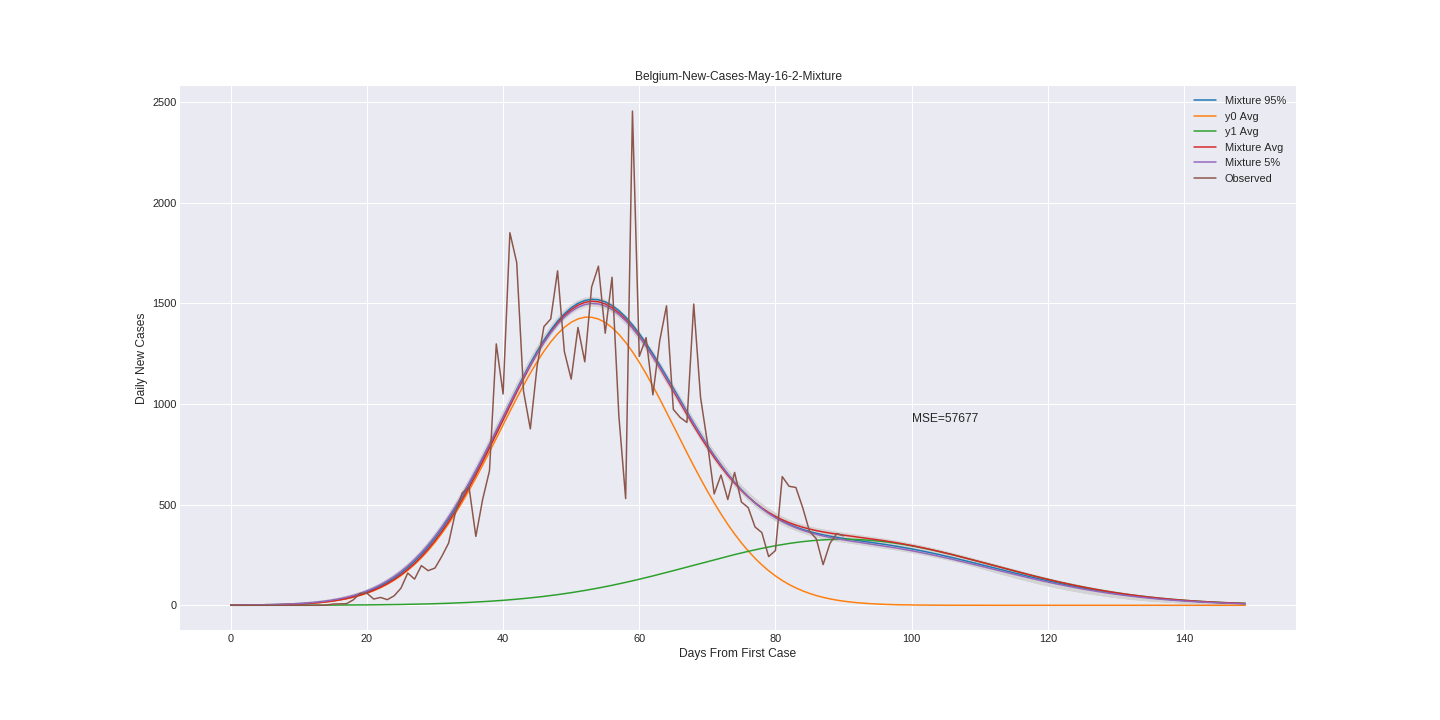 Belgium-New-Cases-May-16-2-Mixture
2500
2000
1500
1000
500
0
Daily New Cases
Mixture 95%
y0 Avg
y1 Avg
Mixture Avg
Mixture 5%
Observed
MSE=57677
0 20 40 60 80 100 120 140
Days From First Case